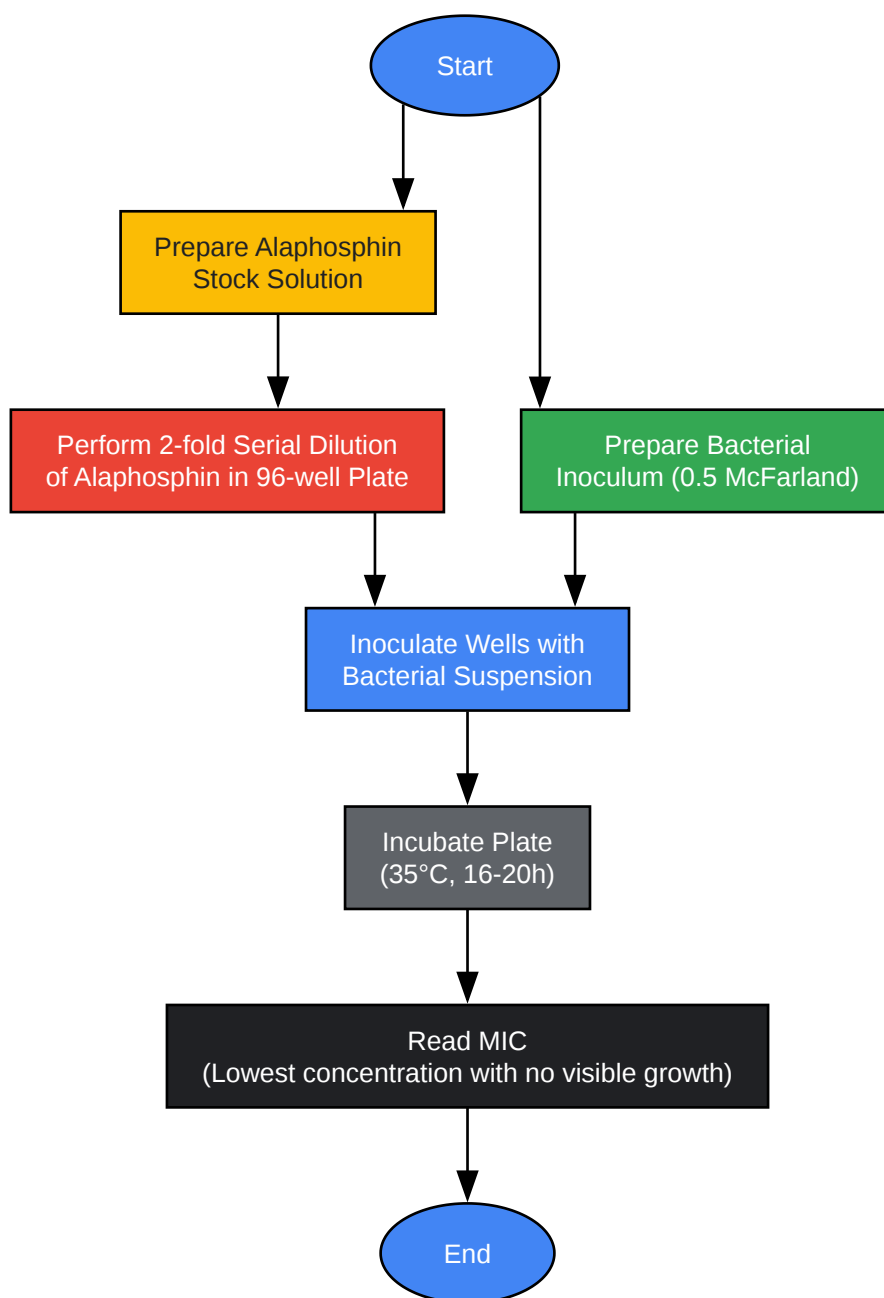 Start
Prepare Alaphosphin
Stock Solution
Perform 2-fold Serial Dilution
of Alaphosphin in 96-well Plate
Prepare Bacterial
Inoculum (0.5 McFarland)
Inoculate Wells with
Bacterial Suspension
Incubate Plate
(35°C, 16-20h)
Read MIC
(Lowest concentration with no visible growth)
End